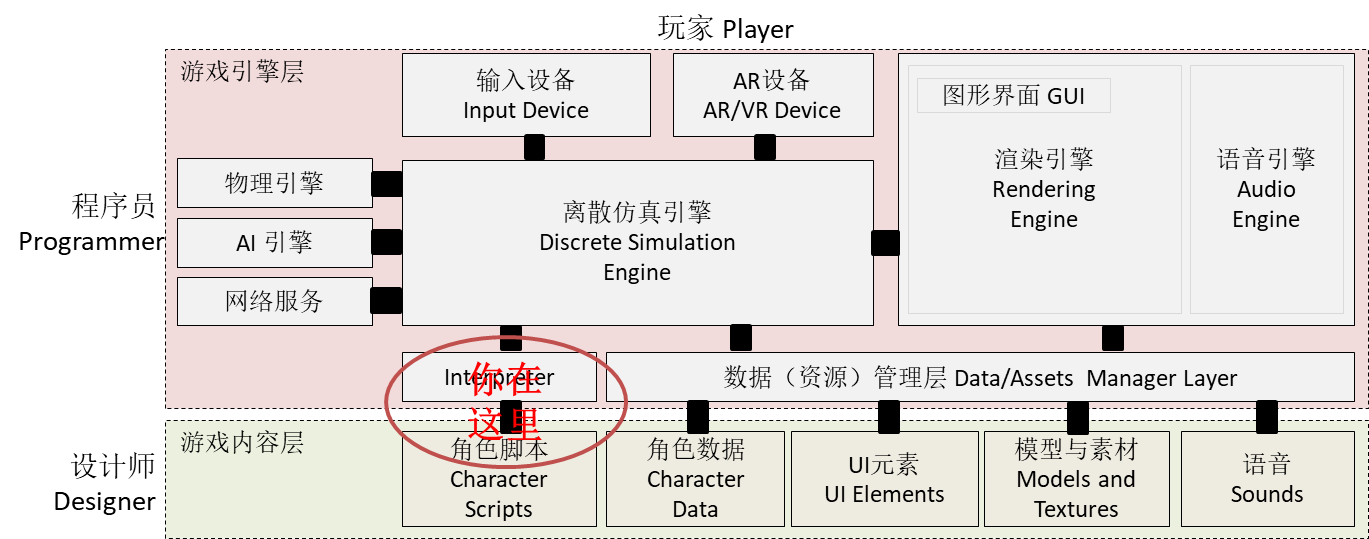 玩家 Player
游戏引擎层
输入设备
Input Device
AR设备
AR/VR Device
图形界面 GUI
渲染引擎
Rendering
Engine
语音引擎
Audio
Engine
程序员
Programmer
物理引擎
AI 引擎
网络服务
离散仿真引擎
Discrete Simulation
Engine
Interpreter
你在
这里
数据（资源）管理层 Data/Assets Manager Layer
设计师
Designer
游戏内容层
角色脚本
Character
Scripts
角色数据
Character
Data
UI元素
UI Elements
模型与素材
Models and
Textures
语音
Sounds